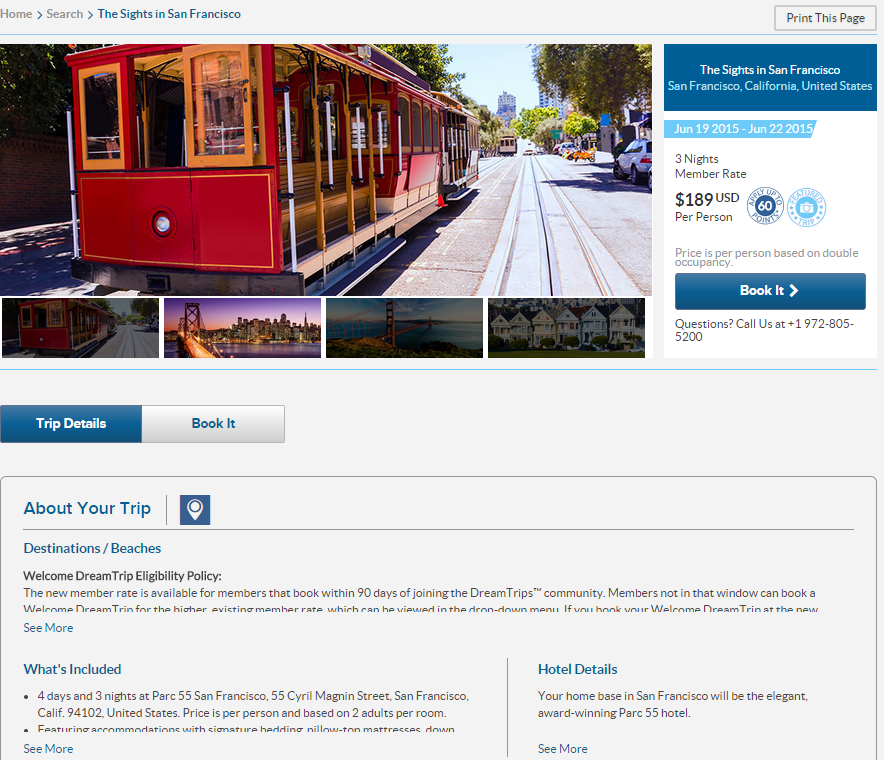 Home > Search > The Sights in San Francisco
Print This Page
The Sights in San Francisco
San Francisco, California, United States
Jun 19 2015 - Jun 22 2015
3 Nights
Member Rate
$189 USD
Per Person
APPLY UP TO
60
POINTS
FEATURED
TRIP
Price is per person based on double
occupancy.
Book It
Questions? Call Us at +1 972-805-
5200
Trip Details
Book It
About Your Trip
Destinations / Beaches
Welcome DreamTrip Eligibility Policy:
The new member rate is available for members that book within 90 days of joining the DreamTrips™ community. Members not in that window can book a
Welcome DreamTrip for the higher, existing member rate, which can be viewed in the drop-down menu. If you book your Welcome DreamTrip at the new
See More
What's Included
• 4 days and 3 nights at Parc 55 San Francisco, 55 Cyril Magnin Street, San Francisco,
Calif. 94102, United States. Price is per person and based on 2 adults per room.
• Featuring accommodations with signature bedding, pillow-top mattresses, down
See More
Hotel Details
Your home base in San Francisco will be the elegant,
award-winning Parc 55 hotel.
See More